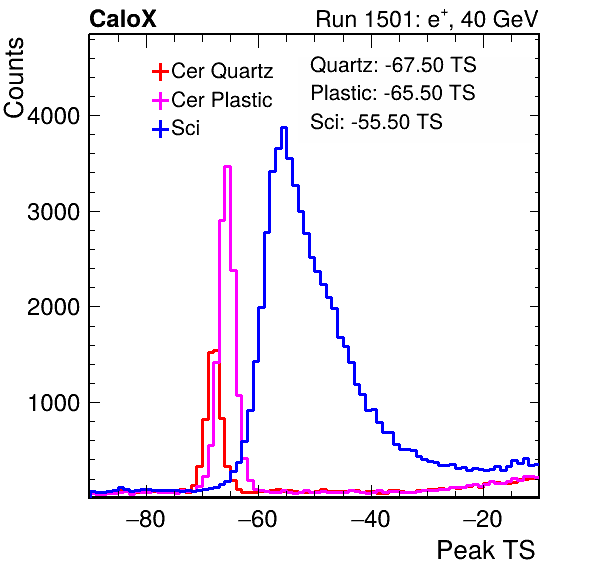 CaloX
Run 1501: e⁺, 40 GeV
Counts
Cer Quartz
Cer Plastic
Sci
Quartz: -67.50 TS
Plastic: -65.50 TS
Sci: -55.50 TS
4000
3000
2000
1000
−80
−60
−40
−20
Peak TS